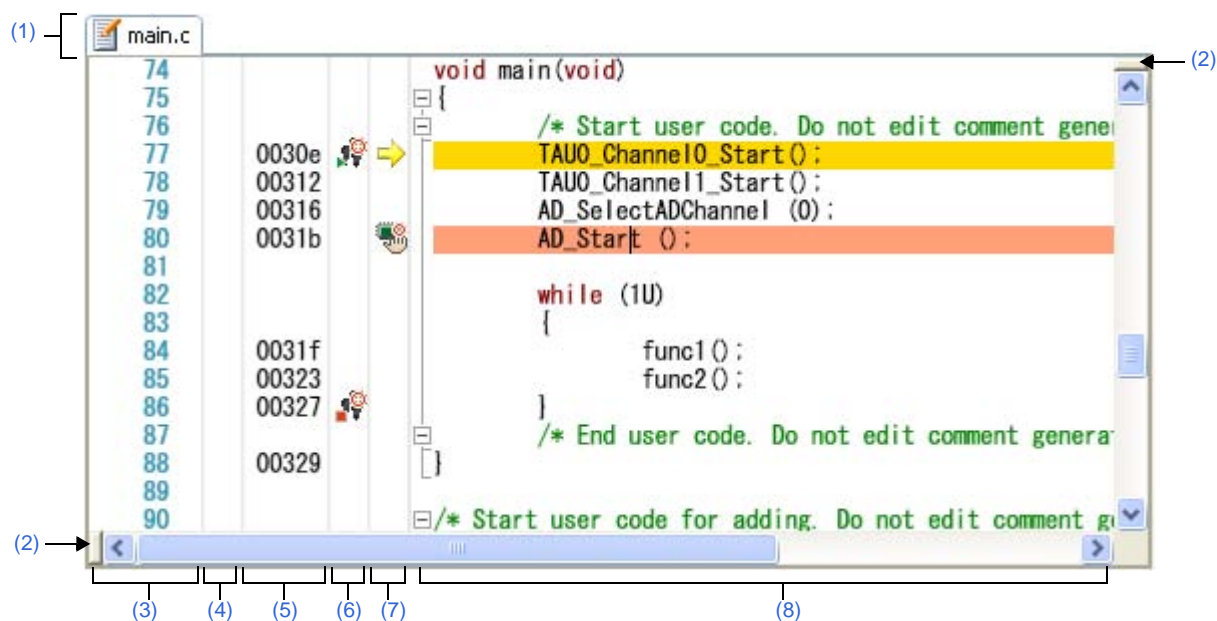 (1)
main.c
(2)
74 void main(void)
75 {
76 /* Start user code. Do not edit comment gene
77 0030e TAU0_Channel0_Start();
78 00312 TAU0_Channel1_Start();
79 00316 AD_SelectADChannel (0);
80 0031b AD_Start ();
81
82 while (1U)
83 {
84 0031f func1();
85 00323 func2();
86 00327 }
87 /* End user code. Do not edit comment genera
88 00329 }
89
90 /* Start user code for adding. Do not edit comment g
(2)
(3) (4) (5) (6) (7) (8)